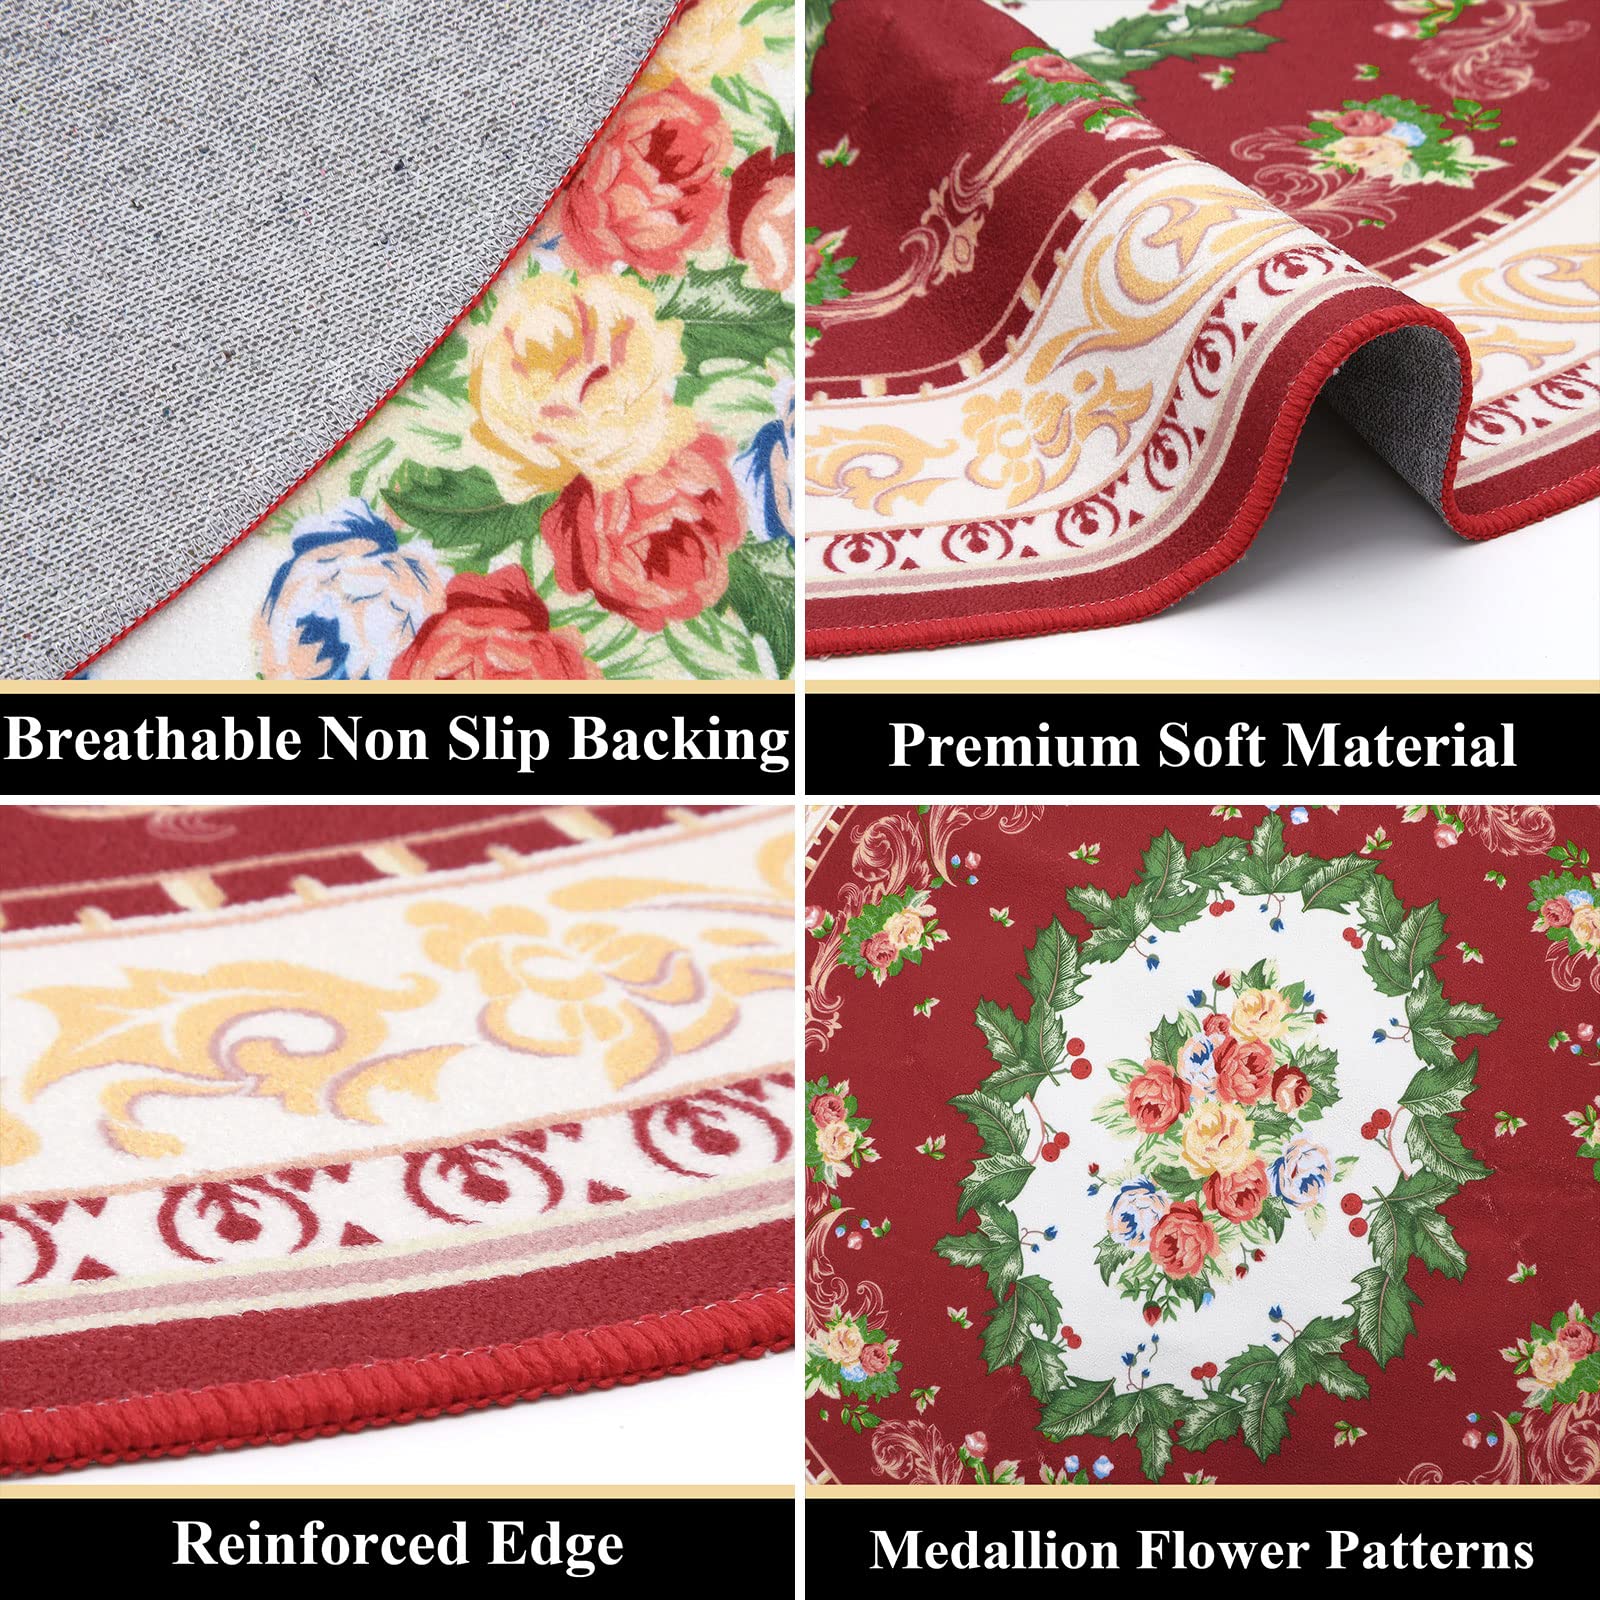 Breathable Non Slip Backing
Premium Soft Material
Reinforced Edge
Medallion Flower Patterns